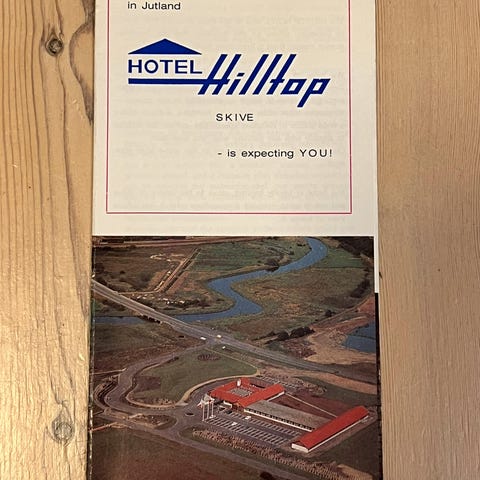 in Jutland
HOTEL Hilltop
SKIVE
- is expecting YOU!